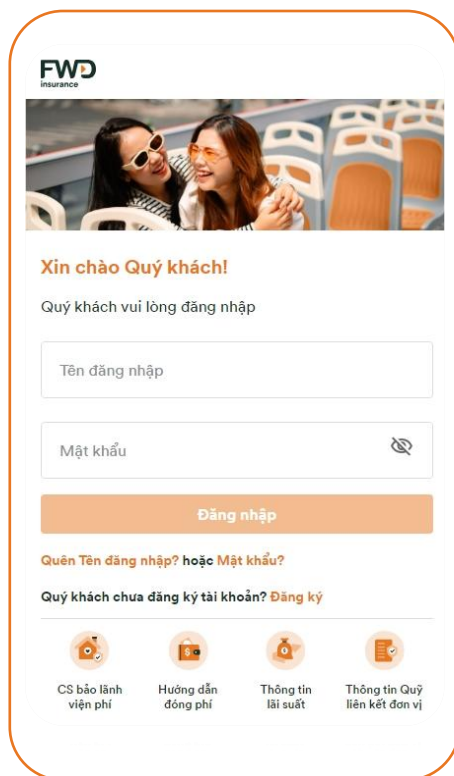 FWD
insurance
Xin chào Quý khách!
Quý khách vui lòng đăng nhập
Tên đăng nhập
Mật khẩu
Đăng nhập
Quên Tên đăng nhập? hoặc Mật khẩu?
Quý khách chưa đăng ký tài khoản? Đăng ký
CS bảo lãnh
viện phí
Hướng dẫn
đóng phí
Thông tin
lãi suất
Thông tin Quỹ
liên kết đơn vị